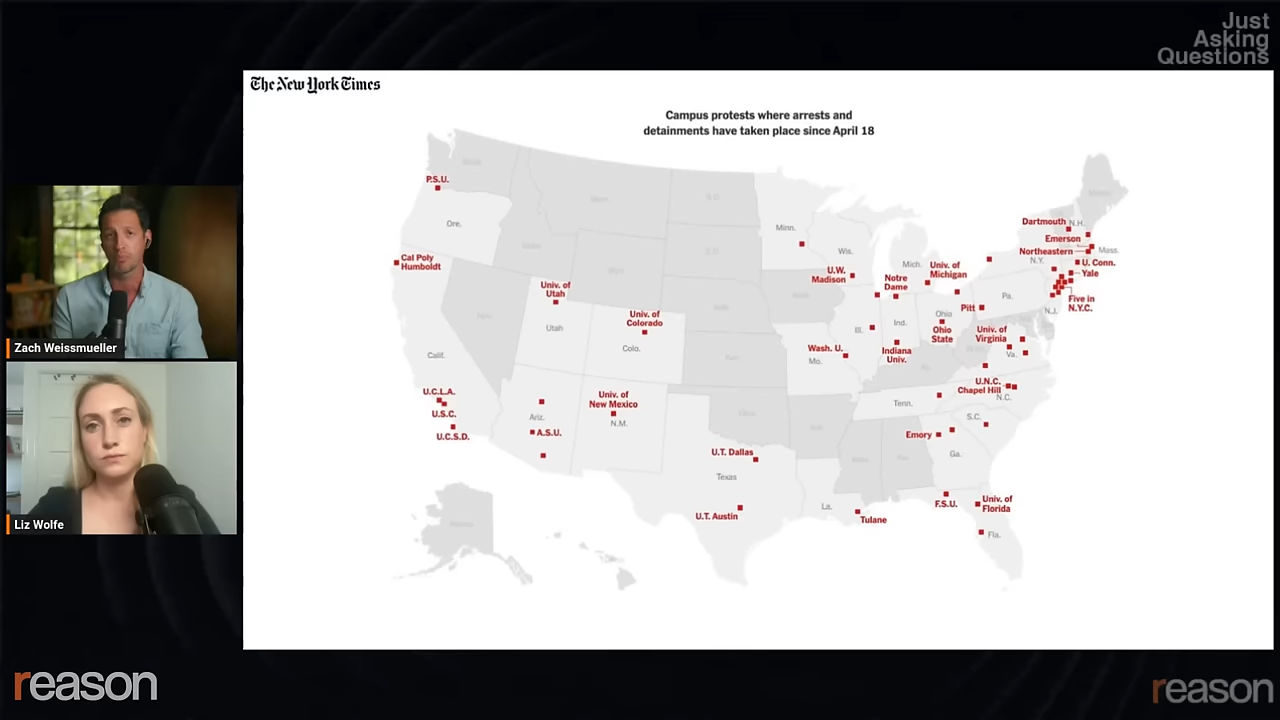 Just
Asking
Questions
The New York Times
Campus protests where arrests and
detainments have taken place since April 18
P.S.U.
Ore.
Cal Poly
Humboldt
Univ. of
Utah
Utah
Univ. of
Colorado
Colo.
Calif.
U.C.L.A.
U.S.C.
U.C.S.D.
Ariz.
A.S.U.
Univ. of
New Mexico
N.M.
U.T. Dallas
Texas
U.T. Austin
Minn.
Wis.
U.W.
Madison
Mich.
Univ. of
Michigan
Notre
Dame
Ill.
Ind.
Indiana
Univ.
Wash. U.
Mo.
Ohio
Ohio
State
Pitt
Pa.
Univ. of
Virginia
Va.
U.N.C.
Chapel Hill
N.C.
Tenn.
S.C.
Emory
Ga.
F.S.U.
Univ. of
Florida
Fla.
La.
Tulane
Dartmouth
N.H.
Emerson
Northeastern
Mass.
N.Y.
U. Conn.
Yale
Five in
N.Y.C.
N.J.
Zach Weissmueller
Liz Wolfe
reason
reason